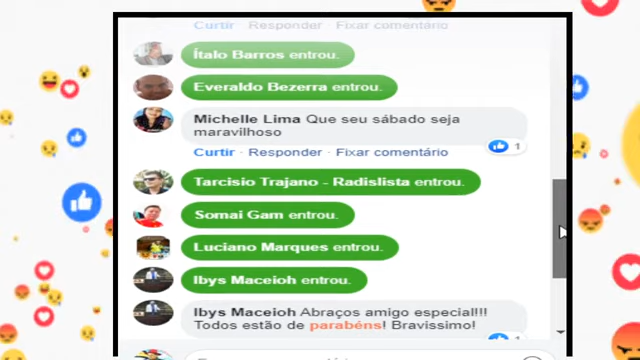 Curtir · Responder · Fixar comentário
Ítalo Barros entrou.
Everaldo Bezerra entrou.
Michelle Lima Que seu sábado seja
maravilhoso
1
Curtir · Responder · Fixar comentário
Tarcisio Trajano - Radislista entrou.
Somai Gam entrou.
Luciano Marques entrou.
Ibys Maceioh entrou.
Ibys Maceioh Abraços amigo especial!!!
Todos estão de parabéns! Bravissimo!
1